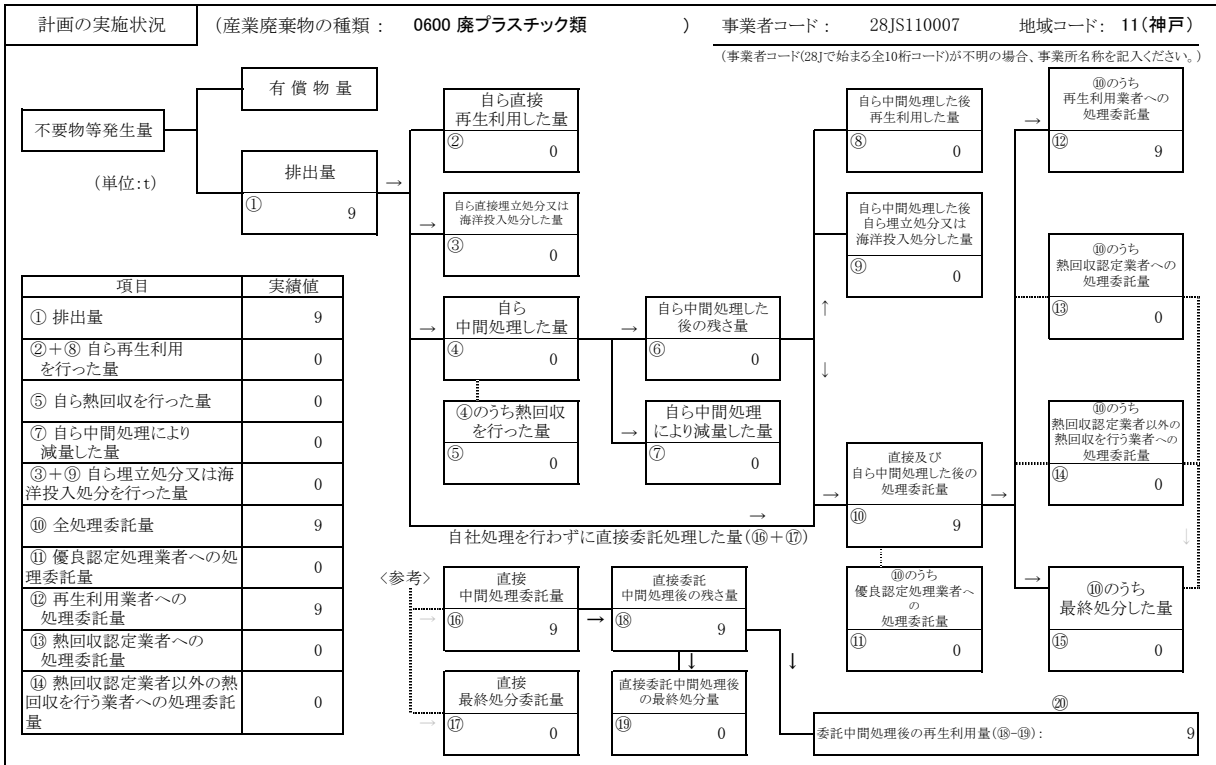 計画の実施状況
(産業廃棄物の種類： 0600 廃プラスチック類 )
事業者コード： 28JS110007
地域コード： 11(神戸)
(事業者コード(28Jで始まる全10桁コード)が不明の場合、事業所名称を記入ください。)
不要物等発生量
(単位:t)
有償物量
排出量
① 9
→
自ら直接
再生利用した量
② 0
→
自ら直接埋立処分又は
海洋投入処分した量
③ 0
→
自ら
中間処理した量
④ 0
④のうち熱回収
を行った量
⑤ 0
→
自ら中間処理した
後の残さ量
⑥ 0
→
自ら中間処理
により減量した量
⑦ 0
自ら中間処理した後
再生利用した量
⑧ 0
自ら中間処理した後
自ら埋立処分又は
海洋投入処分した量
⑨ 0
↑
↓
→
直接及び
自ら中間処理した後の
処理委託量
⑩ 9
→
⑩のうち
優良認定処理業者へ
の
処理委託量
⑪ 0
→
⑩のうち
再生利用業者への
処理委託量
⑫ 9
⑩のうち
熱回収認定業者への
処理委託量
⑬ 0
⑩のうち
熱回収認定業者以外の
熱回収を行う業者への
処理委託量
⑭ 0
↓
→
⑩のうち
最終処分した量
⑮ 0
項目 実績値
① 排出量 9
②＋⑧ 自ら再生利用
を行った量 0
⑤ 自ら熱回収を行った量 0
⑦ 自ら中間処理により
減量した量 0
③＋⑨ 自ら埋立処分又は海
洋投入処分を行った量 0
⑩ 全処理委託量 9
⑪ 優良認定処理業者への処
理委託量 0
⑫ 再生利用業者への
処理委託量 9
⑬ 熱回収認定業者への
処理委託量 0
⑭ 熱回収認定業者以外の熱
回収を行う業者への処理委託
量 0
→
自社処理を行わずに直接委託処理した量(⑯＋⑰)
〈参考〉
→
直接
中間処理委託量
⑯ 9
→
直接委託
中間処理後の残さ量
⑱ 9
→
直接
最終処分委託量
⑰ 0
↓
直接委託中間処理後
の最終処分量
⑲ 0
↓
⑳
委託中間処理後の再生利用量(⑱-⑲)： 9